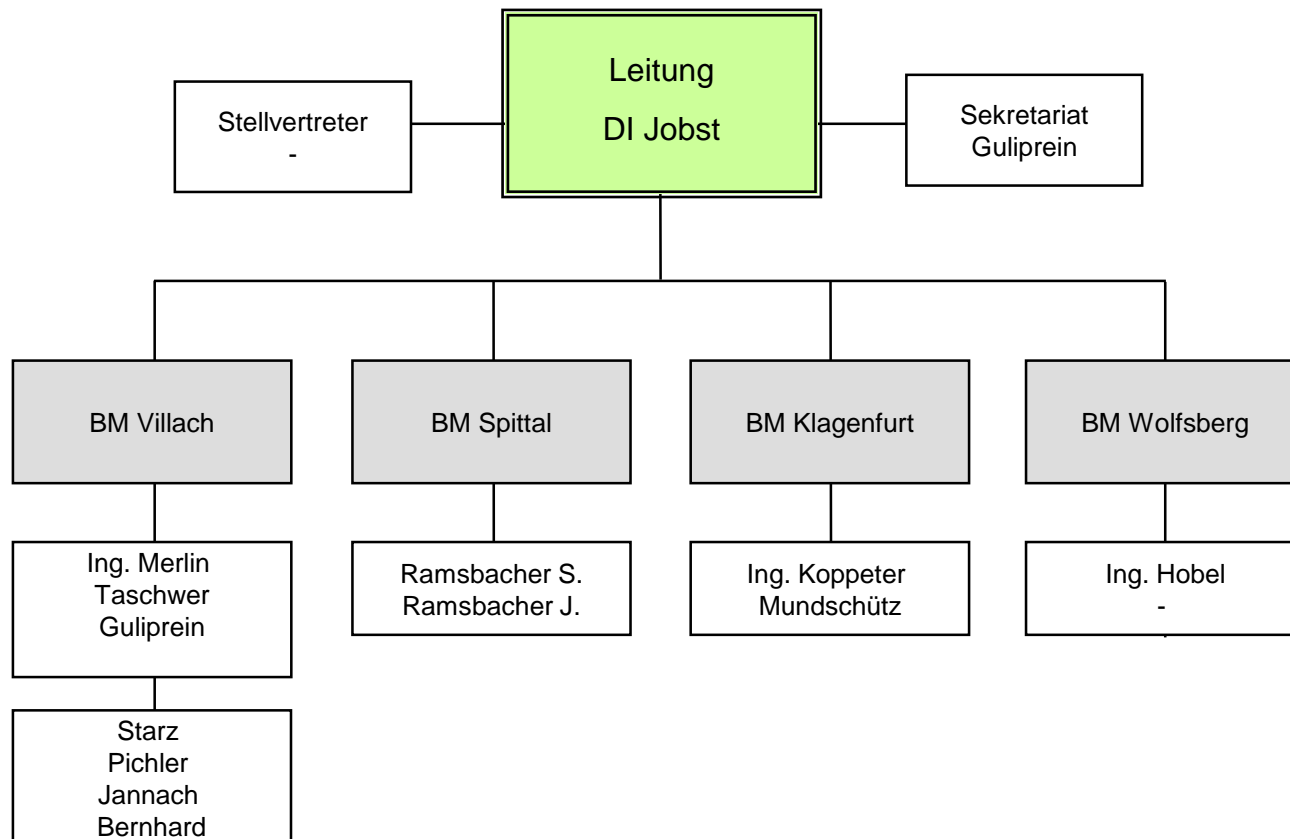 Leitung
DI Jobst
Stellvertreter
-
Sekretariat
Guliprein
BM Villach
BM Spittal
BM Klagenfurt
BM Wolfsberg
Ing. Merlin
Taschwer
Guliprein
Ramsbacher S.
Ramsbacher J.
Ing. Koppeter
Mundschütz
Ing. Hobel
-
Starz
Pichler
Jannach
Bernhard